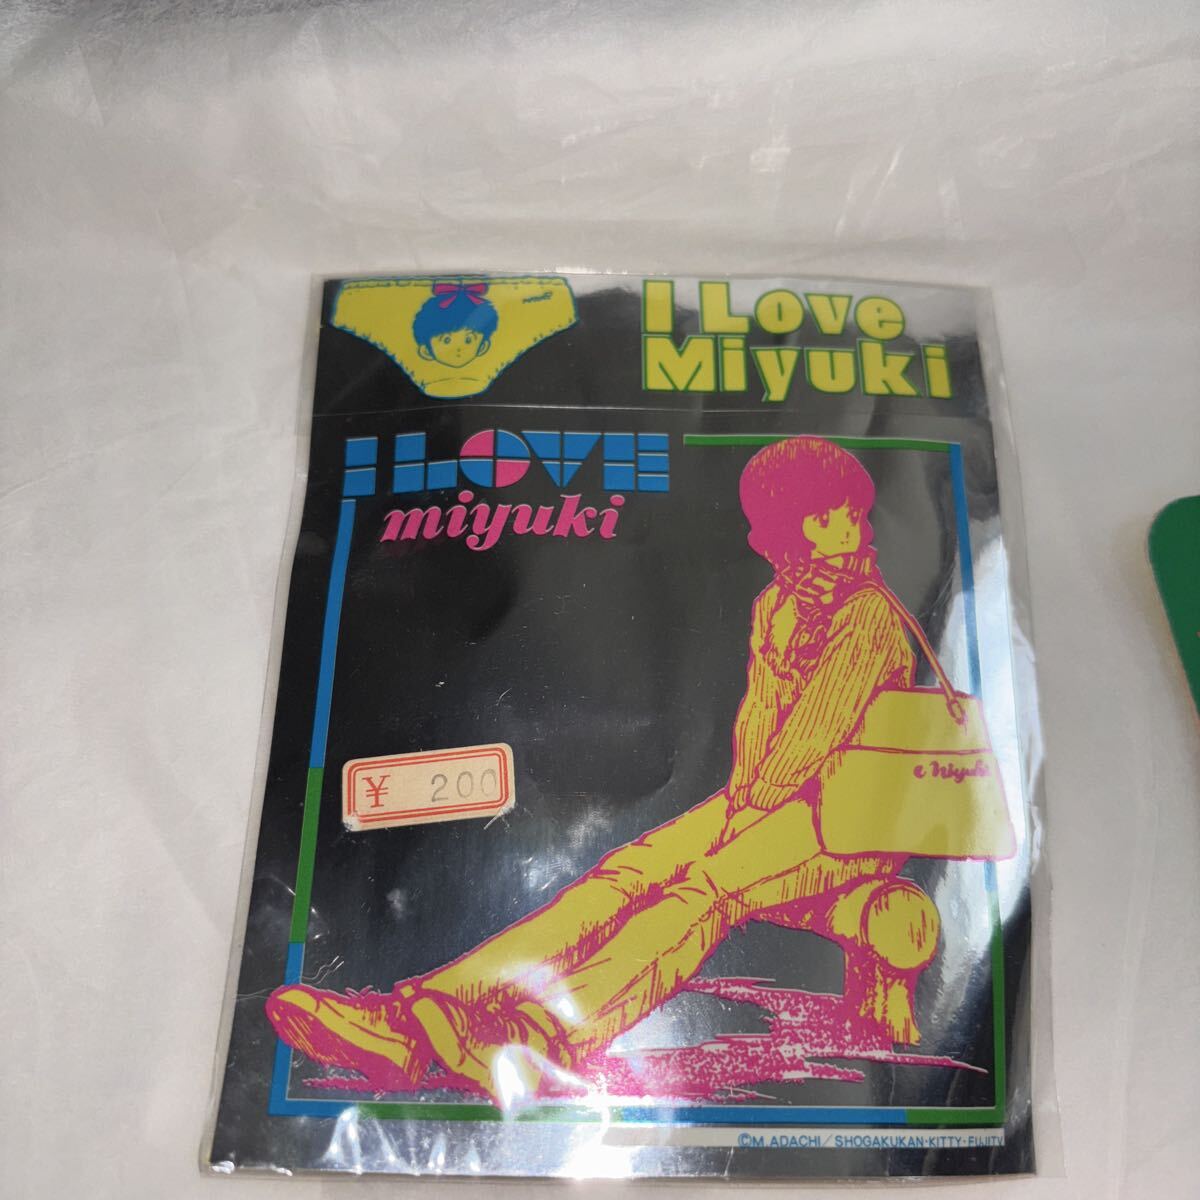 I Love
Miyuki
I LOVE
miyuki
¥ 200
miyuki
©M.ADACHI/SHOGAKUKAN・KITTY・FUJITV